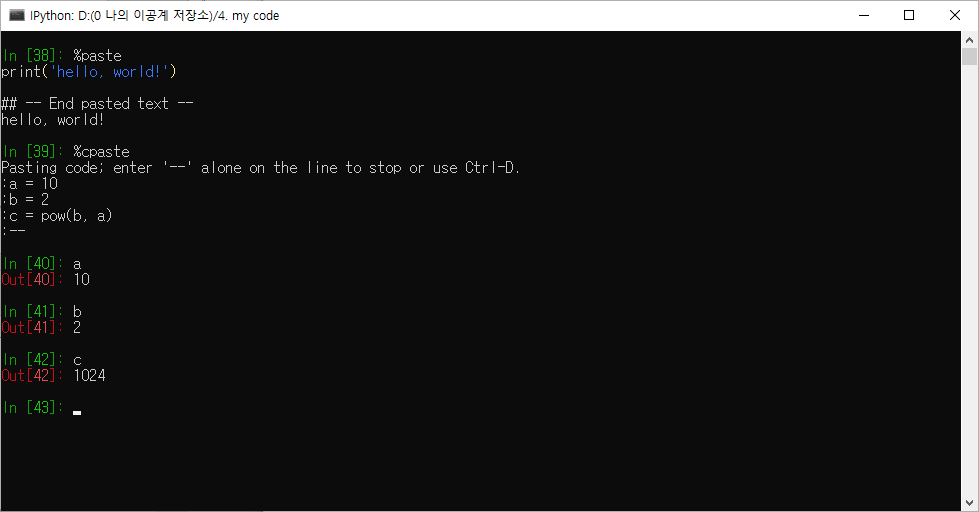 IPython: D:(0 나의 이공계 저장소)/4. my code
In [38]: %paste
print('hello, world!')
## -- End pasted text --
hello, world!
In [39]: %cpaste
Pasting code; enter '--' alone on the line to stop or use Ctrl-D.
:a = 10
:b = 2
:c = pow(b, a)
:--
In [40]: a
Out[40]: 10
In [41]: b
Out[41]: 2
In [42]: c
Out[42]: 1024
In [43]: